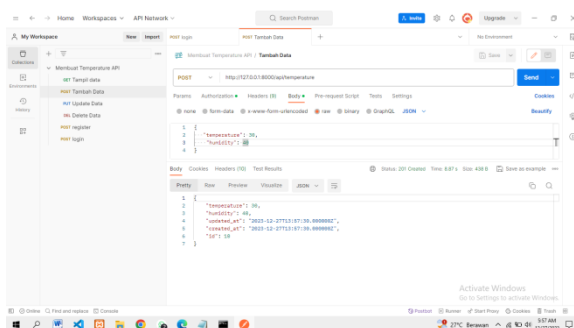 Home Workspaces API Network
Search Postman
Invite
Upgrade
My Workspace
New Import
POST login
POST Tambah Data
No Environment
Collections
Environments
History
Membuat Temperature API
GET Tampil data
POST Tambah Data
PUT Update Data
DEL Delete Data
POST register
POST login
Membuat Temperature API / Tambah Data
Save
POST
http://127.0.0.1:8000/api/temperature
Send
Params Authorization Headers (9) Body Pre-request Script Tests Settings
Cookies
none form-data x-www-form-urlencoded raw binary GraphQL JSON
Beautify
1 {
2 "temperature": 30,
3 "humidity": 40
4 }
Body Cookies Headers (10) Test Results
Status: 201 Created
Save as example
Pretty Raw Preview Visualize JSON
1 {
2 "temperature": 30,
3 "humidity": 40,
4 "updated_at": "2023-12-27T13:57:30.000000Z",
5 "created_at": "2023-12-27T13:57:30.000000Z",
6 "id": 10
7 }
Activate Windows
Go to Settings to activate Windows.
Online Find and replace Console
Postbot Runner Start Proxy Cookies Trash
27°C Berawan